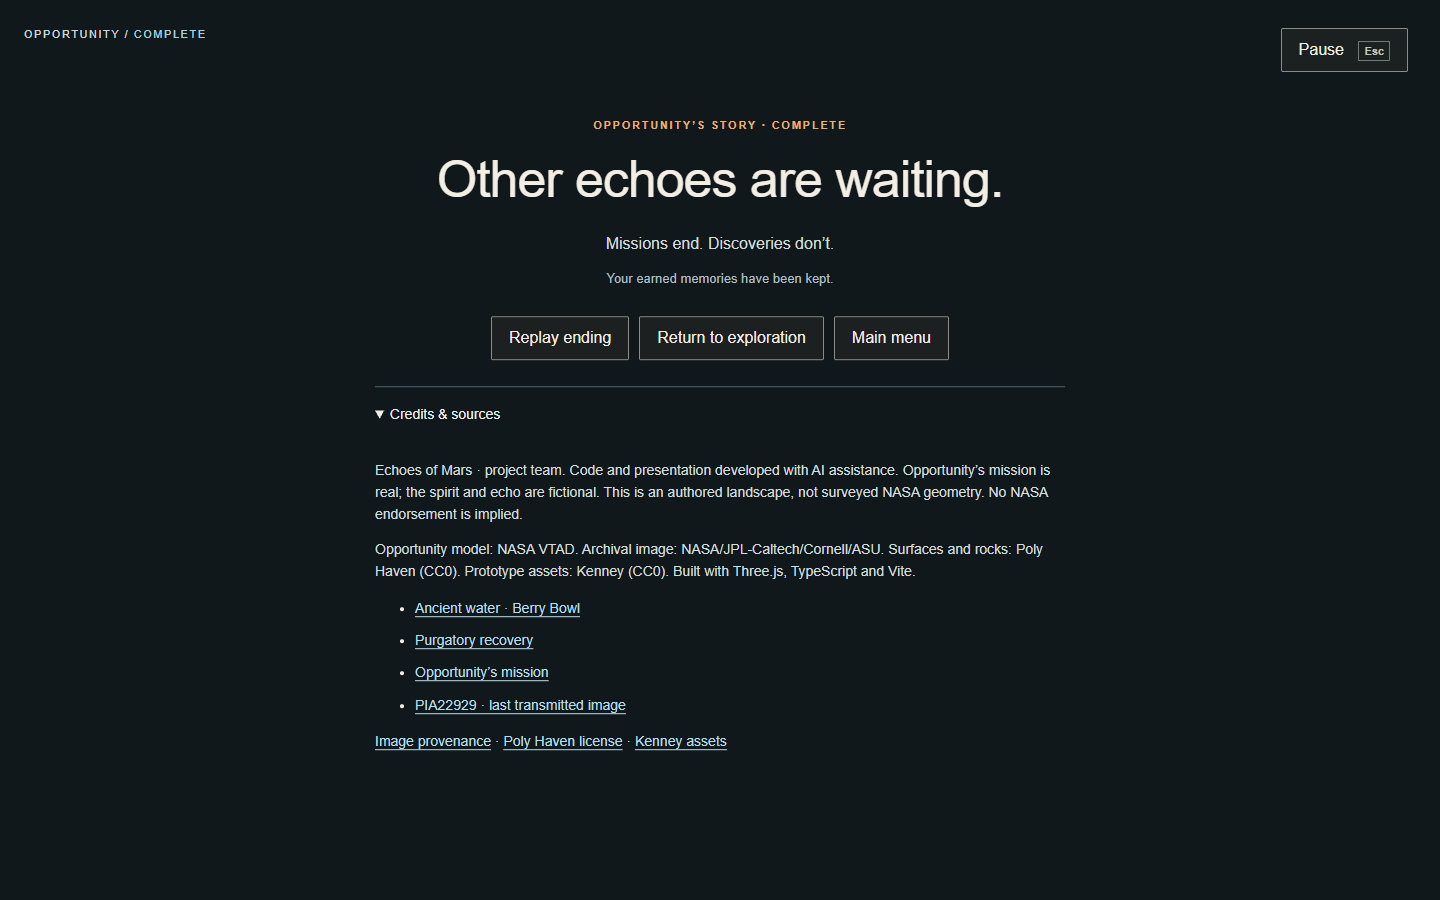 OPPORTUNITY / COMPLETE
Pause Esc
OPPORTUNITY’S STORY · COMPLETE
Other echoes are waiting.
Missions end. Discoveries don’t.
Your earned memories have been kept.
Replay ending
Return to exploration
Main menu
▼ Credits & sources
Echoes of Mars · project team. Code and presentation developed with AI assistance. Opportunity’s mission is
real; the spirit and echo are fictional. This is an authored landscape, not surveyed NASA geometry. No NASA
endorsement is implied.
Opportunity model: NASA VTAD. Archival image: NASA/JPL-Caltech/Cornell/ASU. Surfaces and rocks: Poly
Haven (CC0). Prototype assets: Kenney (CC0). Built with Three.js, TypeScript and Vite.
• Ancient water · Berry Bowl
• Purgatory recovery
• Opportunity’s mission
• PIA22929 · last transmitted image
Image provenance · Poly Haven license · Kenney assets